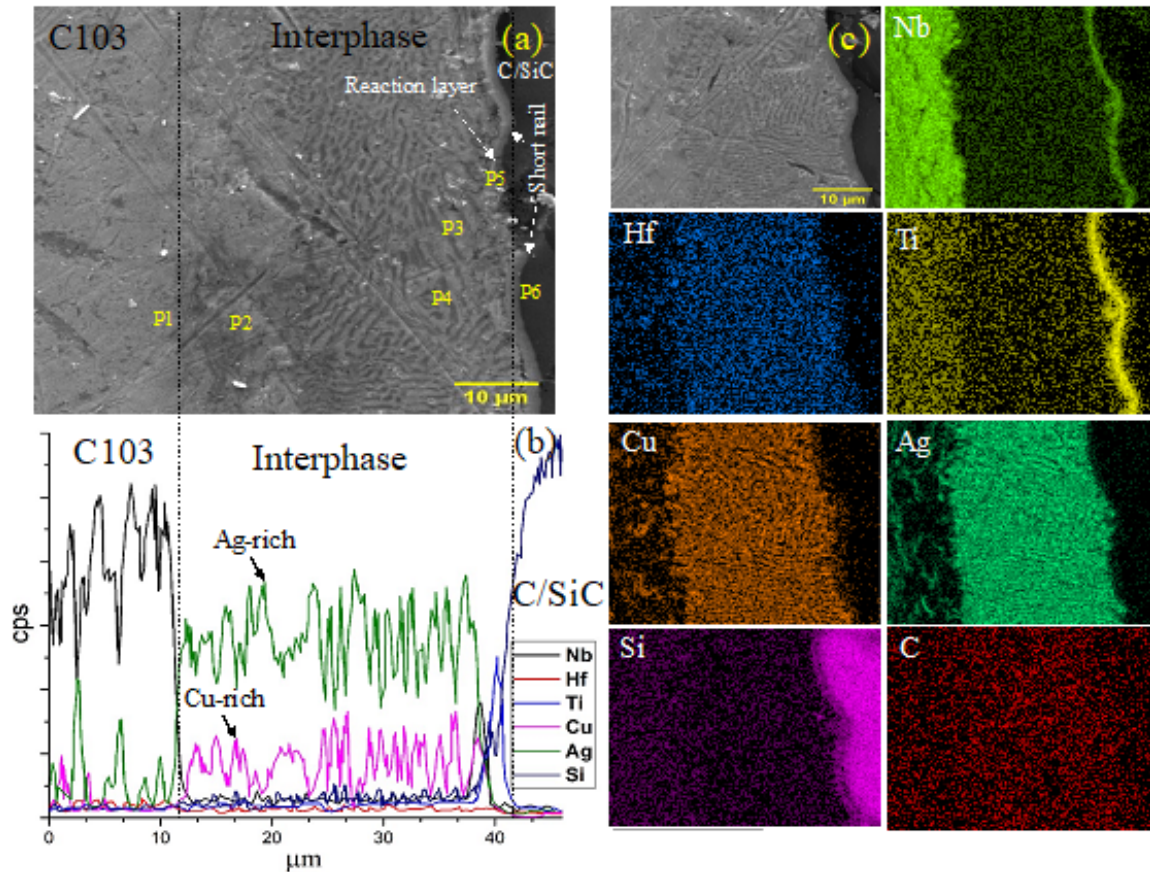 C103
Interphase
(a)
C/SiC
Reaction layer
Short nail
P5
P3
P4
P1
P2
P6
10 μm
(c)
10 μm
Nb
Hf
Ti
Cu
Ag
Si
C
(b)
C103
Interphase
Ag-rich
Cu-rich
C/SiC
Nb
Hf
Ti
Cu
Ag
Si
cps
0 10 20 30 40
μm